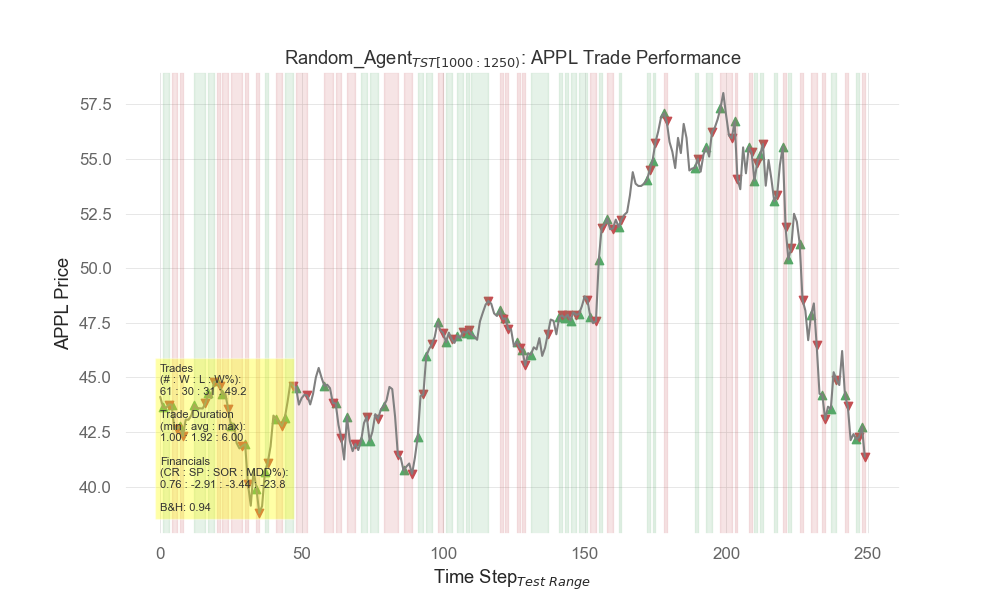 Random_Agent TST[1000:1250) : APPL Trade Performance
57.5
55.0
52.5
50.0
47.5
45.0
42.5
40.0
APPL Price
Trades
(# : W : L : W%):
61 : 30 : 31 : 49.2
Trade Duration
(min: avg : max):
1.00 : 1.92 : 6.00
Financials
(CR : SP : SOR : MDD%):
0.76 : -2.91 : -3.44 : -23.8
B&H: 0.94
0 50 100 150 200 250
Time Step Test Range